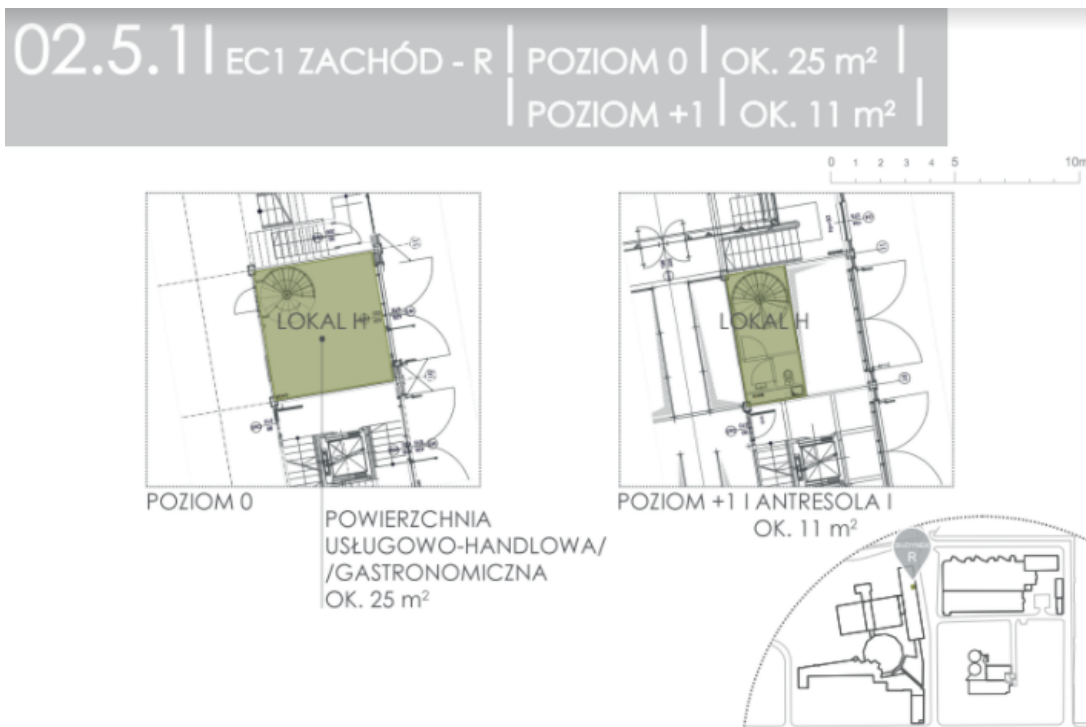 02.5.1 | EC1 ZACHÓD - R | POZIOM 0 | OK. 25 m² |
| POZIOM +1 | OK. 11 m² |
0 1 2 3 4 5 10m
LOKAL H
LOKAL H
POZIOM 0
POWIERZCHNIA
USŁUGOWO-HANDLOWA/
/GASTRONOMICZNA
OK. 25 m²
POZIOM +1 I ANTRESOLA I
OK. 11 m²
R